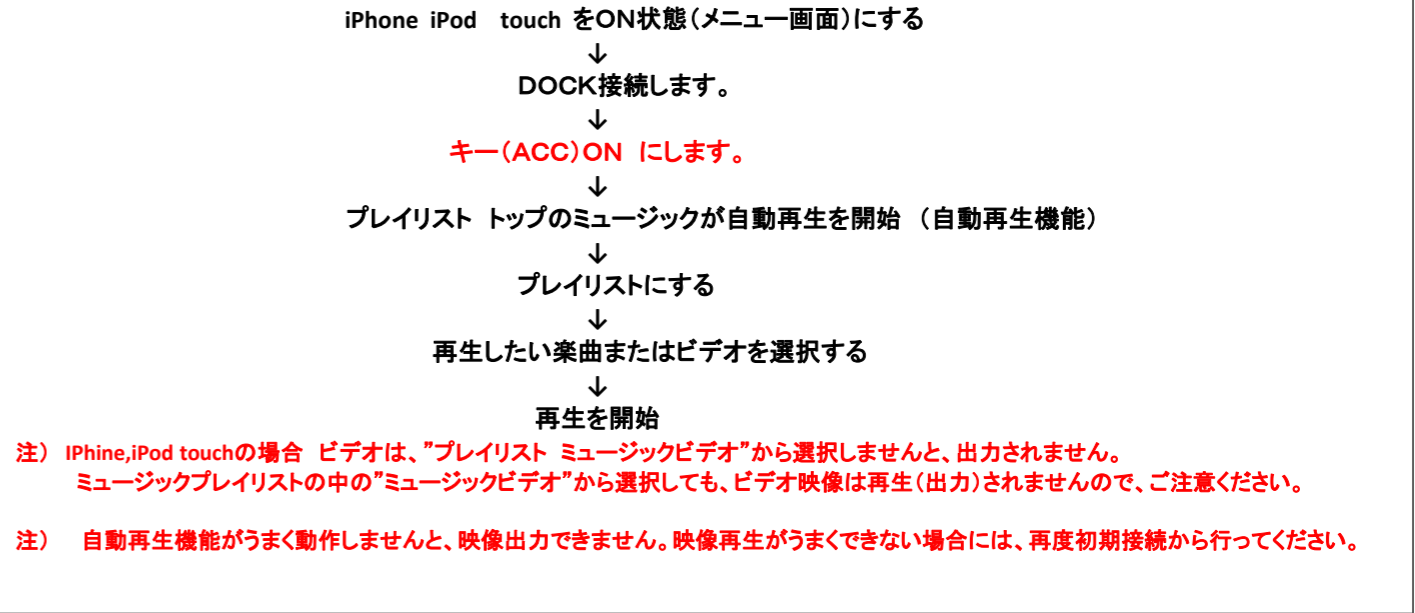 iPhone iPod　touch をＯＮ状態（メニュー画面）にする
↓
ＤＯＣＫ接続します。
↓
キー（ＡＣＣ）ＯＮ　にします。
↓
プレイリスト　トップのミュージックが自動再生を開始　（自動再生機能）
↓
プレイリストにする
↓
再生したい楽曲またはビデオを選択する
↓
再生を開始
注）　IPhine,iPod touchの場合　ビデオは、”プレイリスト　ミュージックビデオ”から選択しませんと、出力されません。
ミュージックプレイリストの中の”ミュージックビデオ”から選択しても、ビデオ映像は再生（出力）されませんので、ご注意ください。
注）　自動再生機能がうまく動作しませんと、映像出力できません。映像再生がうまくできない場合には、再度初期接続から行ってください。